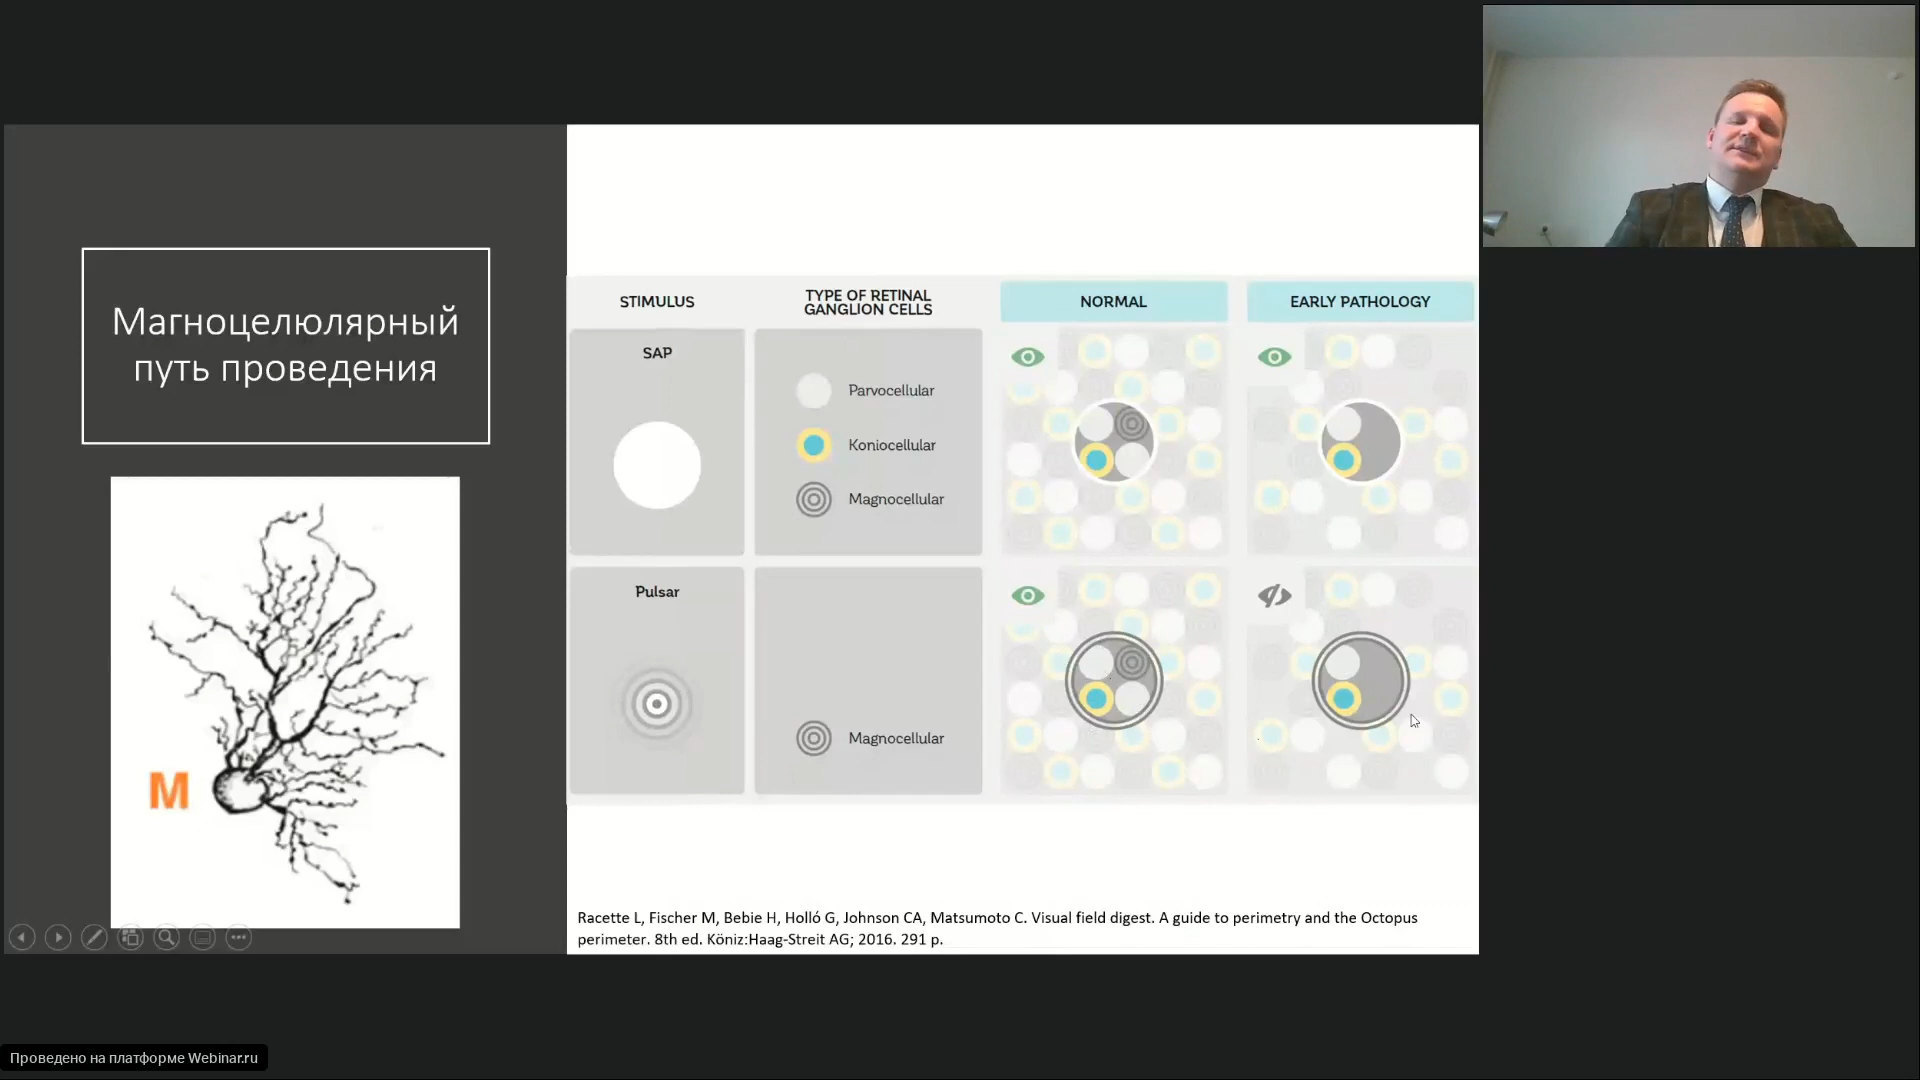 Магноцелюлярный
путь проведения
M
STIMULUS
TYPE OF RETINAL
GANGLION CELLS
NORMAL
EARLY PATHOLOGY
SAP
Parvocellular
Koniocellular
Magnocellular
Pulsar
Magnocellular
Racette L, Fischer M, Bebie H, Holló G, Johnson CA, Matsumoto C. Visual field digest. A guide to perimetry and the Octopus
perimeter. 8th ed. Köniz:Haag-Streit AG; 2016. 291 p.
Проведено на платформе Webinar.ru